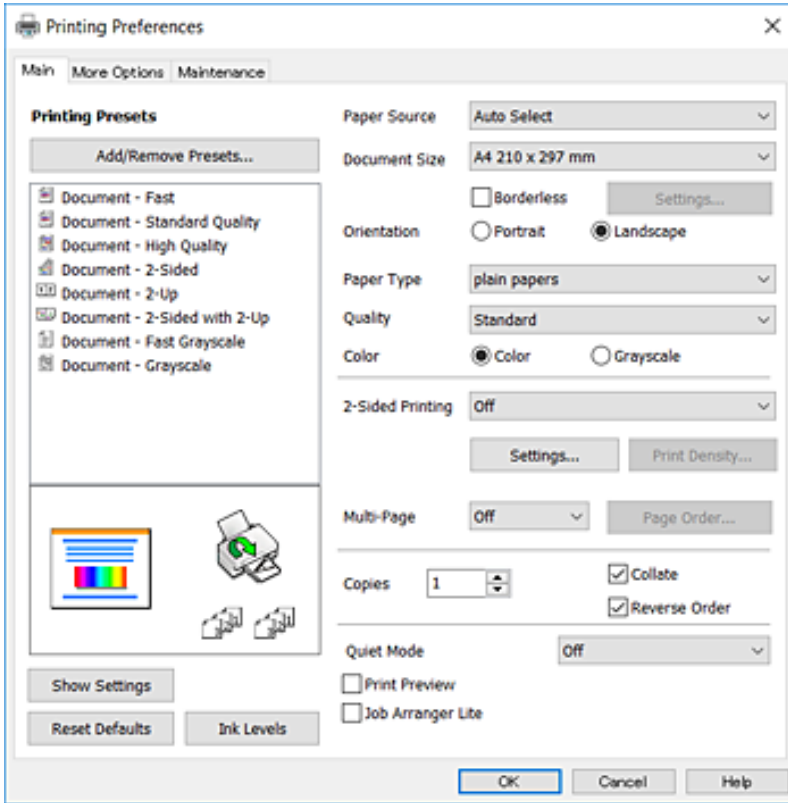 Printing Preferences
Main More Options Maintenance
Printing Presets
Add/Remove Presets...
Document - Fast
Document - Standard Quality
Document - High Quality
Document - 2-Sided
Document - 2-Up
Document - 2-Sided with 2-Up
Document - Fast Grayscale
Document - Grayscale
Show Settings
Reset Defaults Ink Levels
Paper Source Auto Select
Document Size A4 210 x 297 mm
Borderless Settings...
Orientation Portrait Landscape
Paper Type plain papers
Quality Standard
Color Color Grayscale
2-Sided Printing Off
Settings... Print Density...
Multi-Page Off Page Order...
Copies 1 Collate
Reverse Order
Quiet Mode Off
Print Preview
Job Arranger Lite
OK Cancel Help